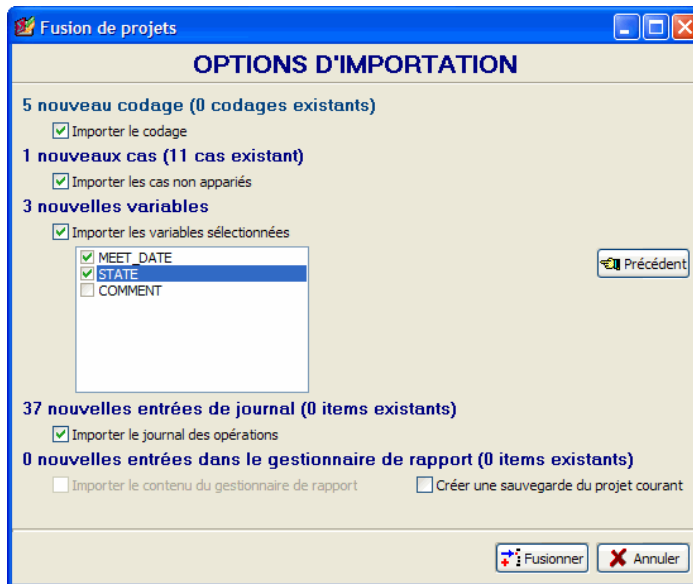 Fusion de projets
OPTIONS D'IMPORTATION
5 nouveau codage (0 codages existants)
Importer le codage
1 nouveaux cas (11 cas existant)
Importer les cas non appariés
3 nouvelles variables
Importer les variables sélectionnées
MEET_DATE
STATE
COMMENT
Précédent
37 nouvelles entrées de journal (0 items existants)
Importer le journal des opérations
0 nouvelles entrées dans le gestionnaire de rapport (0 items existants)
Importer le contenu du gestionnaire de rapport
Créer une sauvegarde du projet courant
Fusionner
Annuler